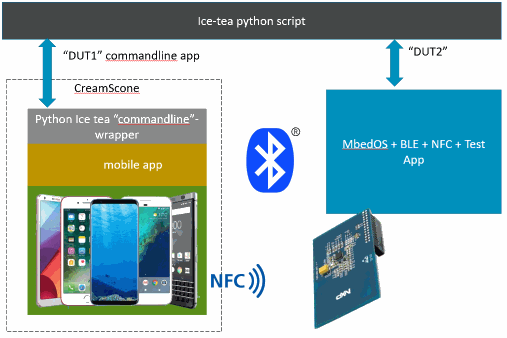 Ice-tea python script
“DUT1” commandline app
“DUT2”
CreamScone
Python Ice tea “commandline”-
wrapper
mobile app
®
MbedOS + BLE + NFC + Test
App
NFC
NXP